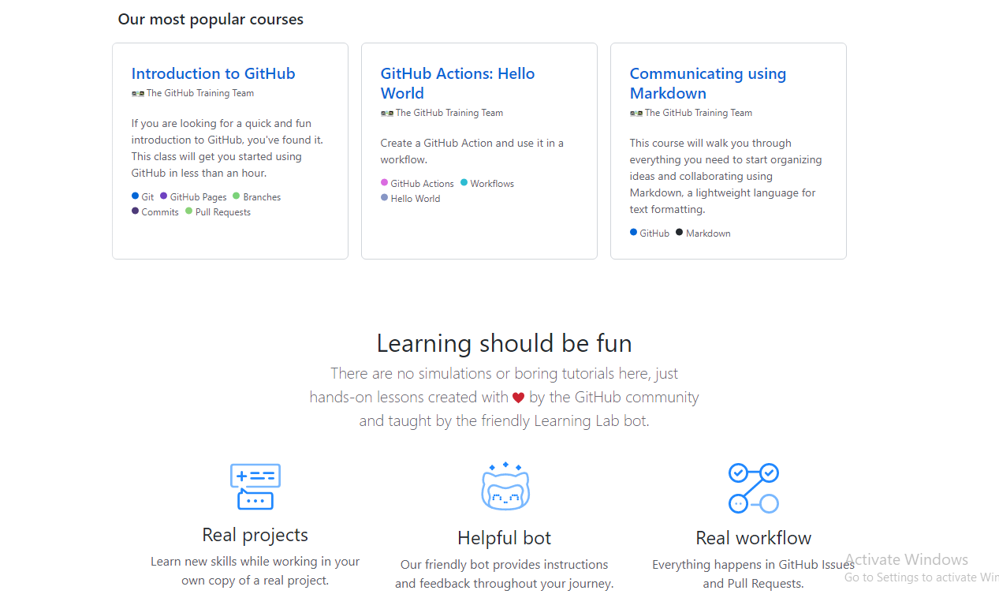 Our most popular courses
Introduction to GitHub
The GitHub Training Team
If you are looking for a quick and fun
introduction to GitHub, you've found it.
This class will get you started using
GitHub in less than an hour.
Git GitHub Pages Branches
Commits Pull Requests
GitHub Actions: Hello
World
The GitHub Training Team
Create a GitHub Action and use it in a
workflow.
GitHub Actions Workflows
Hello World
Communicating using
Markdown
The GitHub Training Team
This course will walk you through
everything you need to start organizing
ideas and collaborating using
Markdown, a lightweight language for
text formatting.
GitHub Markdown
Learning should be fun
There are no simulations or boring tutorials here, just
hands-on lessons created with ❤ by the GitHub community
and taught by the friendly Learning Lab bot.
Real projects
Learn new skills while working in your
own copy of a real project.
Helpful bot
Our friendly bot provides instructions
and feedback throughout your journey.
Real workflow
Everything happens in GitHub Issues
and Pull Requests.
Activate Windows
Go to Settings to activate Win